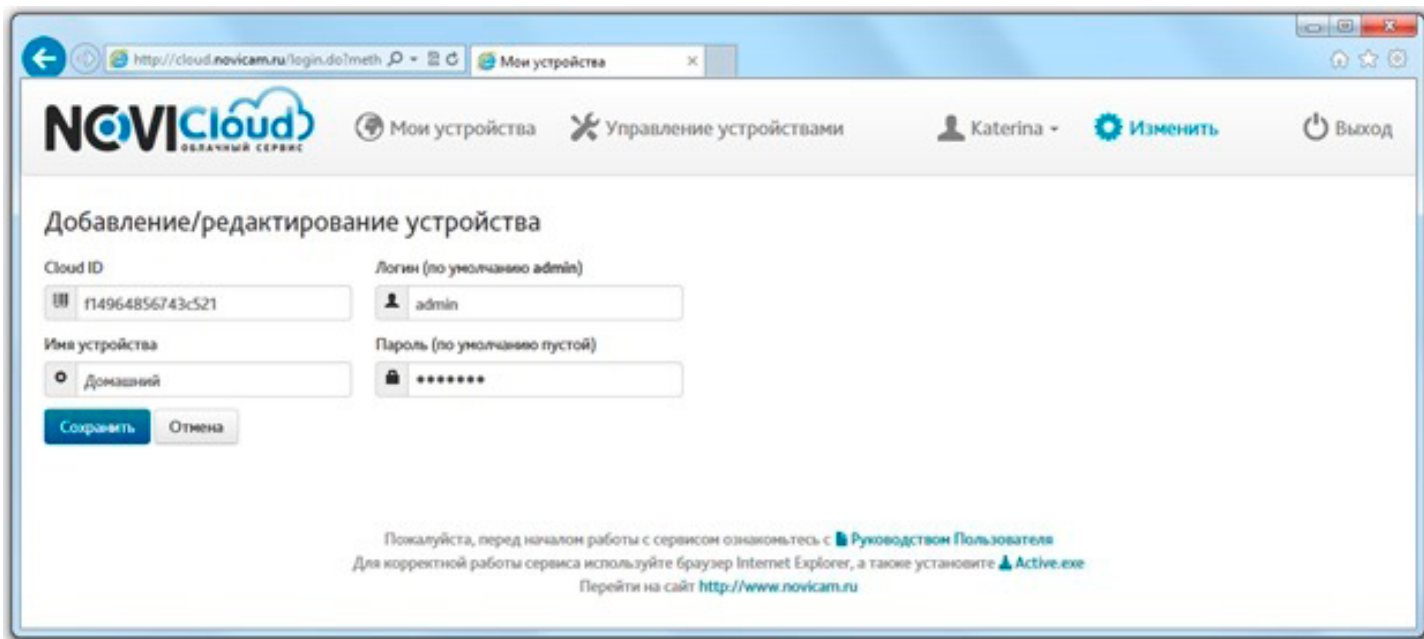 http://cloud.novicam.ru/login.do?meth
Мои устройства
NOVICloud
ОБЛАЧНЫЙ СЕРВИС
Мои устройства
Управление устройствами
Katerina
Изменить
Выход
Добавление/редактирование устройства
Cloud ID
Логин (по умолчанию admin)
f14964856743c521
admin
Имя устройства
Пароль (по умолчанию пустой)
Домашний
•••••••
Сохранить
Отмена
Пожалуйста, перед началом работы с сервисом ознакомьтесь с Руководством Пользователя
Для корректной работы сервиса используйте браузер Internet Explorer, а также установите Active.exe
Перейти на сайт http://www.novicam.ru